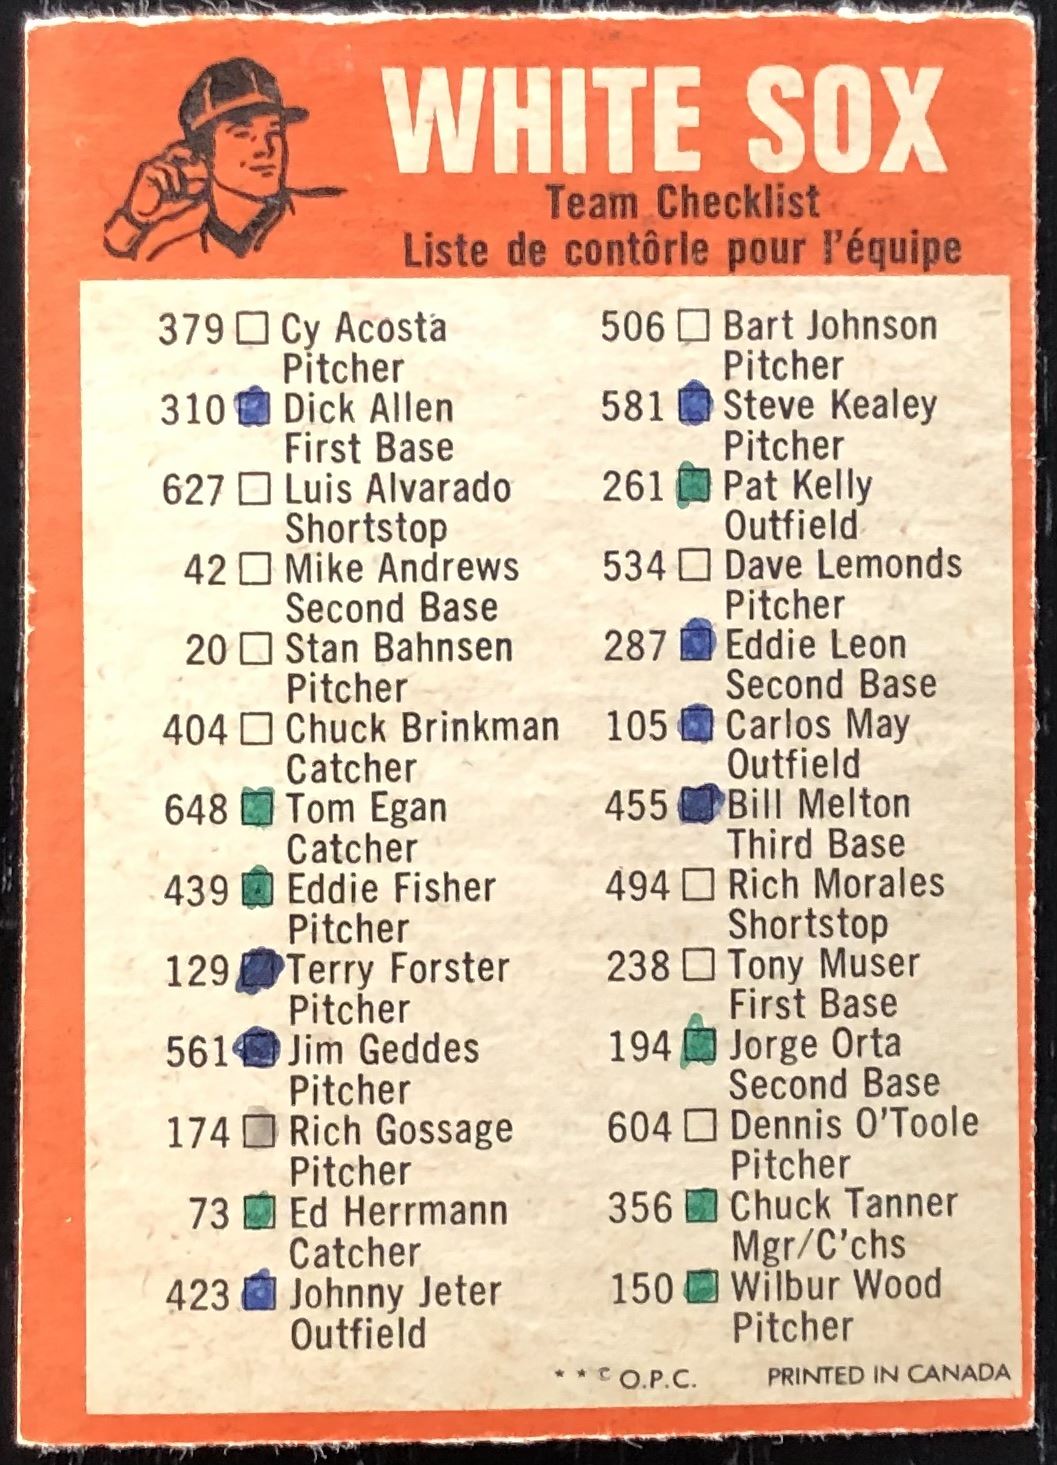 WHITE SOX
Team Checklist
Liste de contôrle pour l'équipe
379 Cy Acosta
Pitcher
310 Dick Allen
First Base
627 Luis Alvarado
Shortstop
42 Mike Andrews
Second Base
20 Stan Bahnsen
Pitcher
404 Chuck Brinkman
Catcher
648 Tom Egan
Catcher
439 Eddie Fisher
Pitcher
129 Terry Forster
Pitcher
561 Jim Geddes
Pitcher
174 Rich Gossage
Pitcher
73 Ed Herrmann
Catcher
423 Johnny Jeter
Outfield
506 Bart Johnson
Pitcher
581 Steve Kealey
Pitcher
261 Pat Kelly
Outfield
534 Dave Lemonds
Pitcher
287 Eddie Leon
Second Base
105 Carlos May
Outfield
455 Bill Melton
Third Base
494 Rich Morales
Shortstop
238 Tony Muser
First Base
194 Jorge Orta
Second Base
604 Dennis O'Toole
Pitcher
356 Chuck Tanner
Mgr/C'chs
150 Wilbur Wood
Pitcher
* * © O.P.C. PRINTED IN CANADA